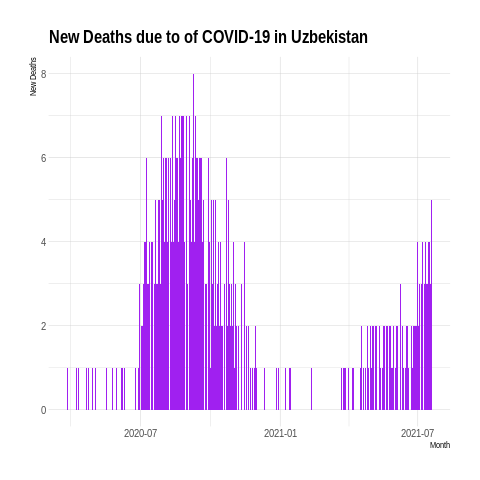 New Deaths due to of COVID-19 in Uzbekistan
New Deaths
8
6
4
2
0
2020-07
2021-01
2021-07
Month